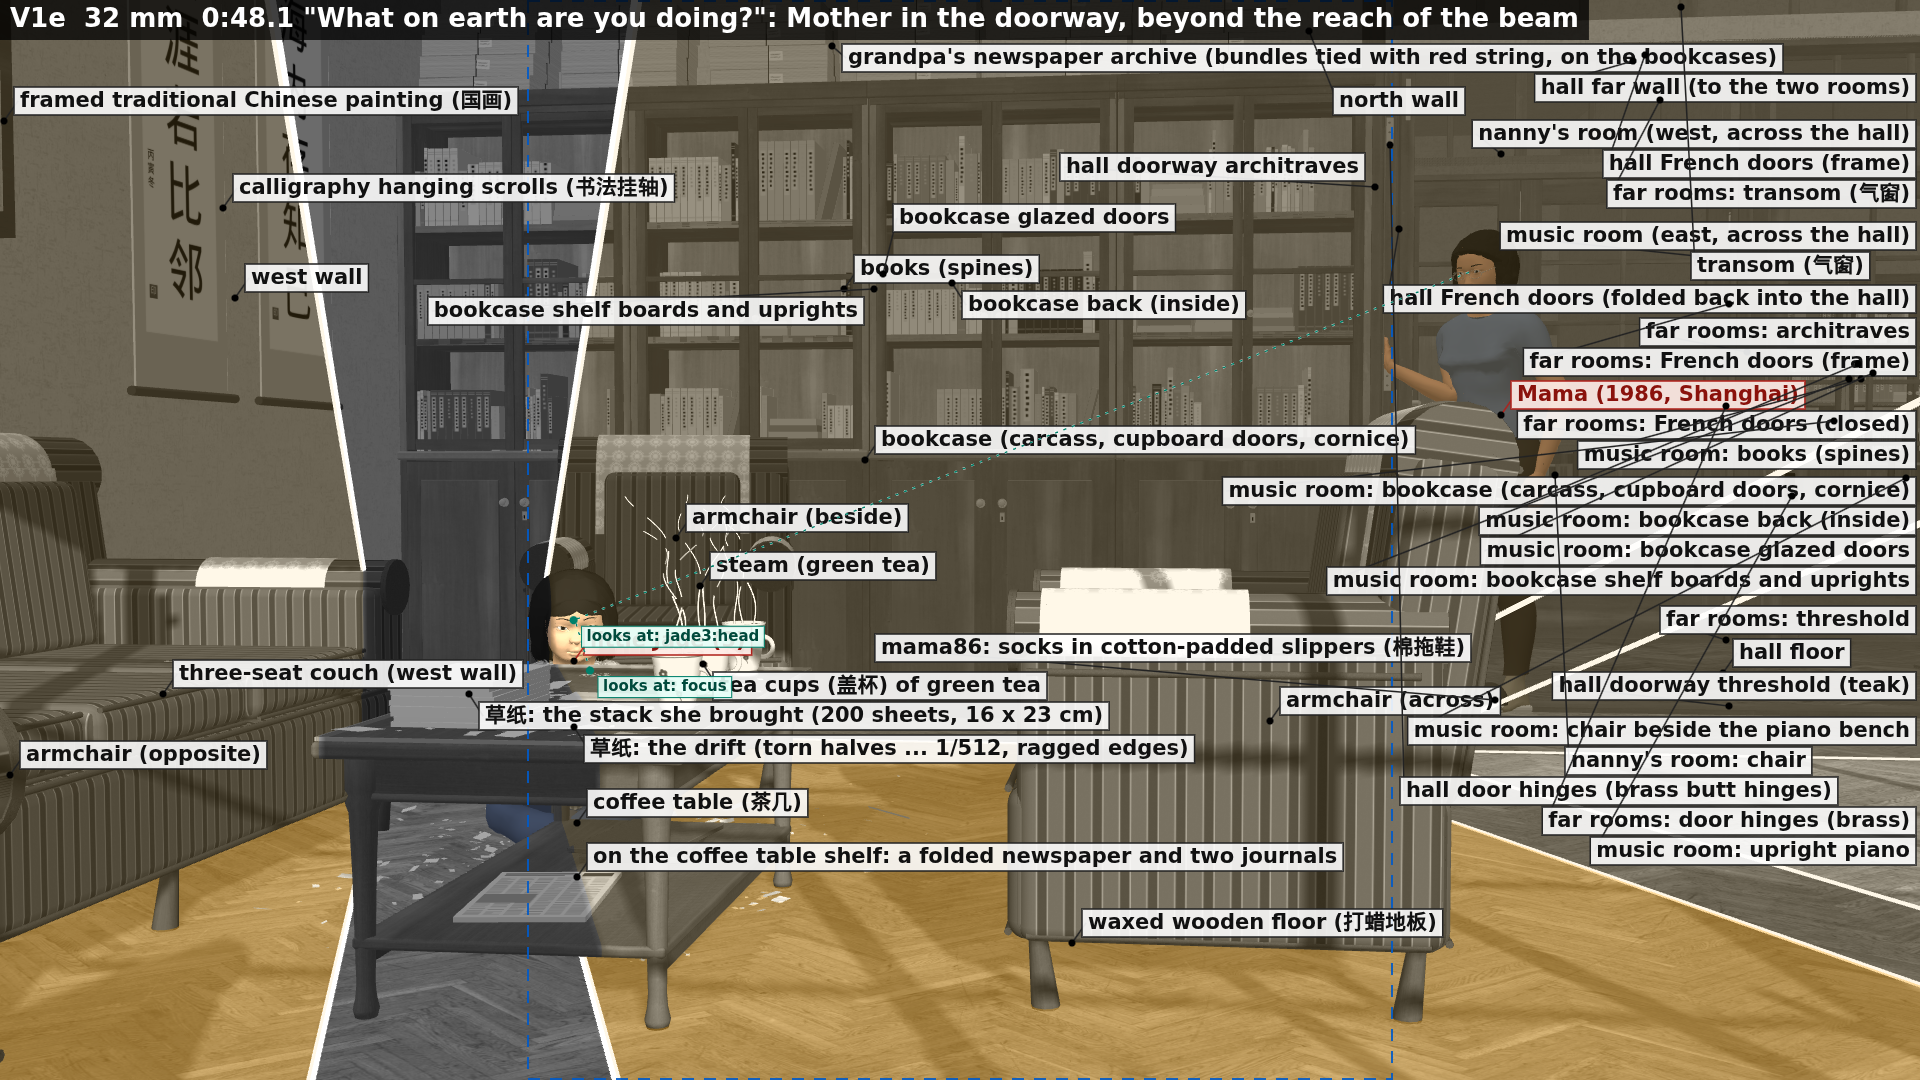 V1e 32 mm 0:48.1 "What on earth are you doing?": Mother in the doorway, beyond the reach of the beam
grandpa's newspaper archive (bundles tied with red string, on the bookcases)
hall far wall (to the two rooms)
framed traditional Chinese painting (国画)
north wall
nanny's room (west, across the hall)
hall doorway architraves
hall French doors (frame)
calligraphy hanging scrolls (书法挂轴)
far rooms: transom (气窗)
bookcase glazed doors
music room (east, across the hall)
west wall
books (spines)
transom (气窗)
bookcase shelf boards and uprights
bookcase back (inside)
hall French doors (folded back into the hall)
far rooms: architraves
far rooms: French doors (frame)
Mama (1986, Shanghai)
far rooms: French doors (closed)
bookcase (carcass, cupboard doors, cornice)
music room: books (spines)
music room: bookcase (carcass, cupboard doors, cornice)
armchair (beside)
music room: bookcase back (inside)
music room: bookcase glazed doors
steam (green tea)
music room: bookcase shelf boards and uprights
far rooms: threshold
looks at: jade3:head
mama86: socks in cotton-padded slippers (棉拖鞋)
hall floor
three-seat couch (west wall)
looks at: focus
ea cups (盖杯) of green tea
hall doorway threshold (teak)
armchair (across)
草纸: the stack she brought (200 sheets, 16 x 23 cm)
music room: chair beside the piano bench
草纸: the drift (torn halves ... 1/512, ragged edges)
armchair (opposite)
nanny's room: chair
hall door hinges (brass butt hinges)
coffee table (茶几)
far rooms: door hinges (brass)
music room: upright piano
on the coffee table shelf: a folded newspaper and two journals
waxed wooden floor (打蜡地板)
若比邻